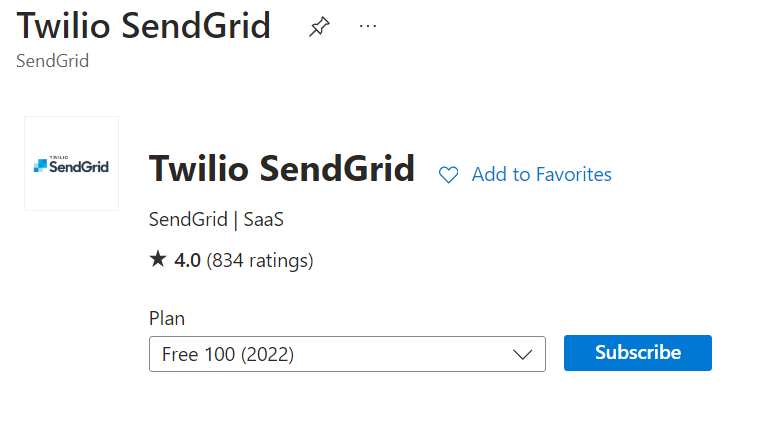 Twilio SendGrid
SendGrid
TWILIO
SendGrid
Twilio SendGrid
Add to Favorites
SendGrid | SaaS
★ 4.0 (834 ratings)
Plan
Free 100 (2022)
Subscribe